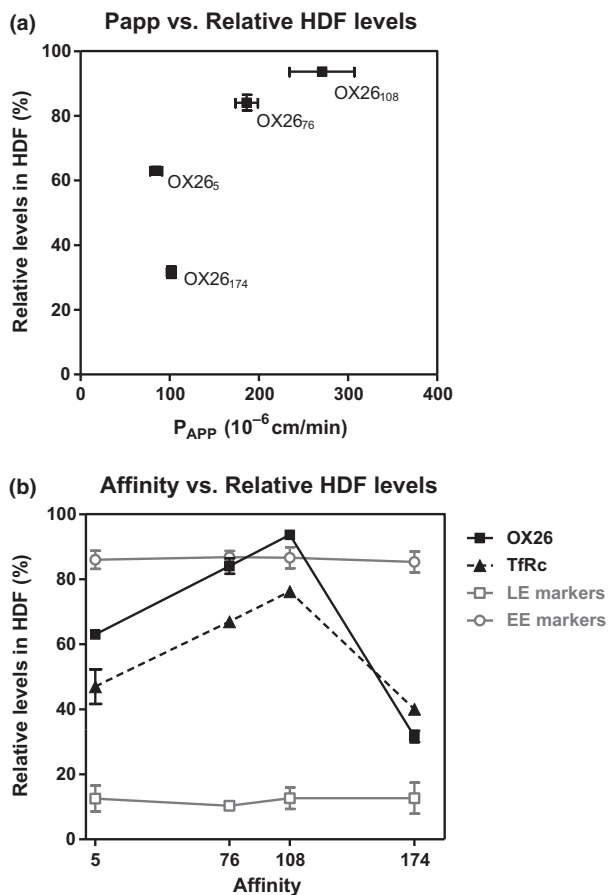 (a) Papp vs. Relative HDF levels
Relative levels in HDF (%)
100
80
60
40
20
0
OX26₁₀₈
OX26₇₆
OX26₅
OX26₁₇₄
0 100 200 300 400
P_APP (10⁻⁶ cm/min)
(b) Affinity vs. Relative HDF levels
Relative levels in HDF (%)
100
80
60
40
20
0
5 76 108 174
Affinity
OX26
TfRc
LE markers
EE markers